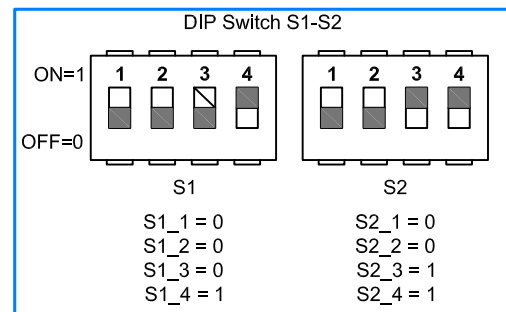 DIP Switch S1-S2
ON=1
1 2 3 4
1 2 3 4
OFF=0
S1
S2
S1_1 = 0
S1_2 = 0
S1_3 = 0
S1_4 = 1
S2_1 = 0
S2_2 = 0
S2_3 = 1
S2_4 = 1